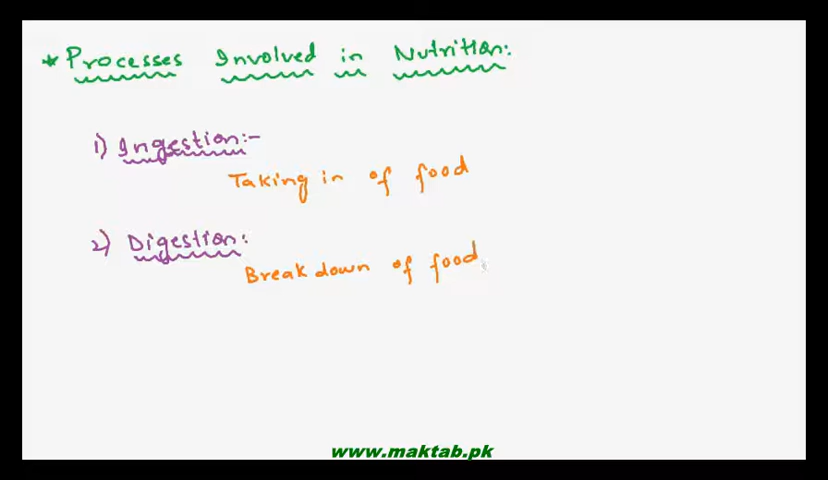 * Processes Involved in Nutrition:
1) Ingestion:-
Taking in of food
2) Digestion:
Break down of food
www.maktab.pk